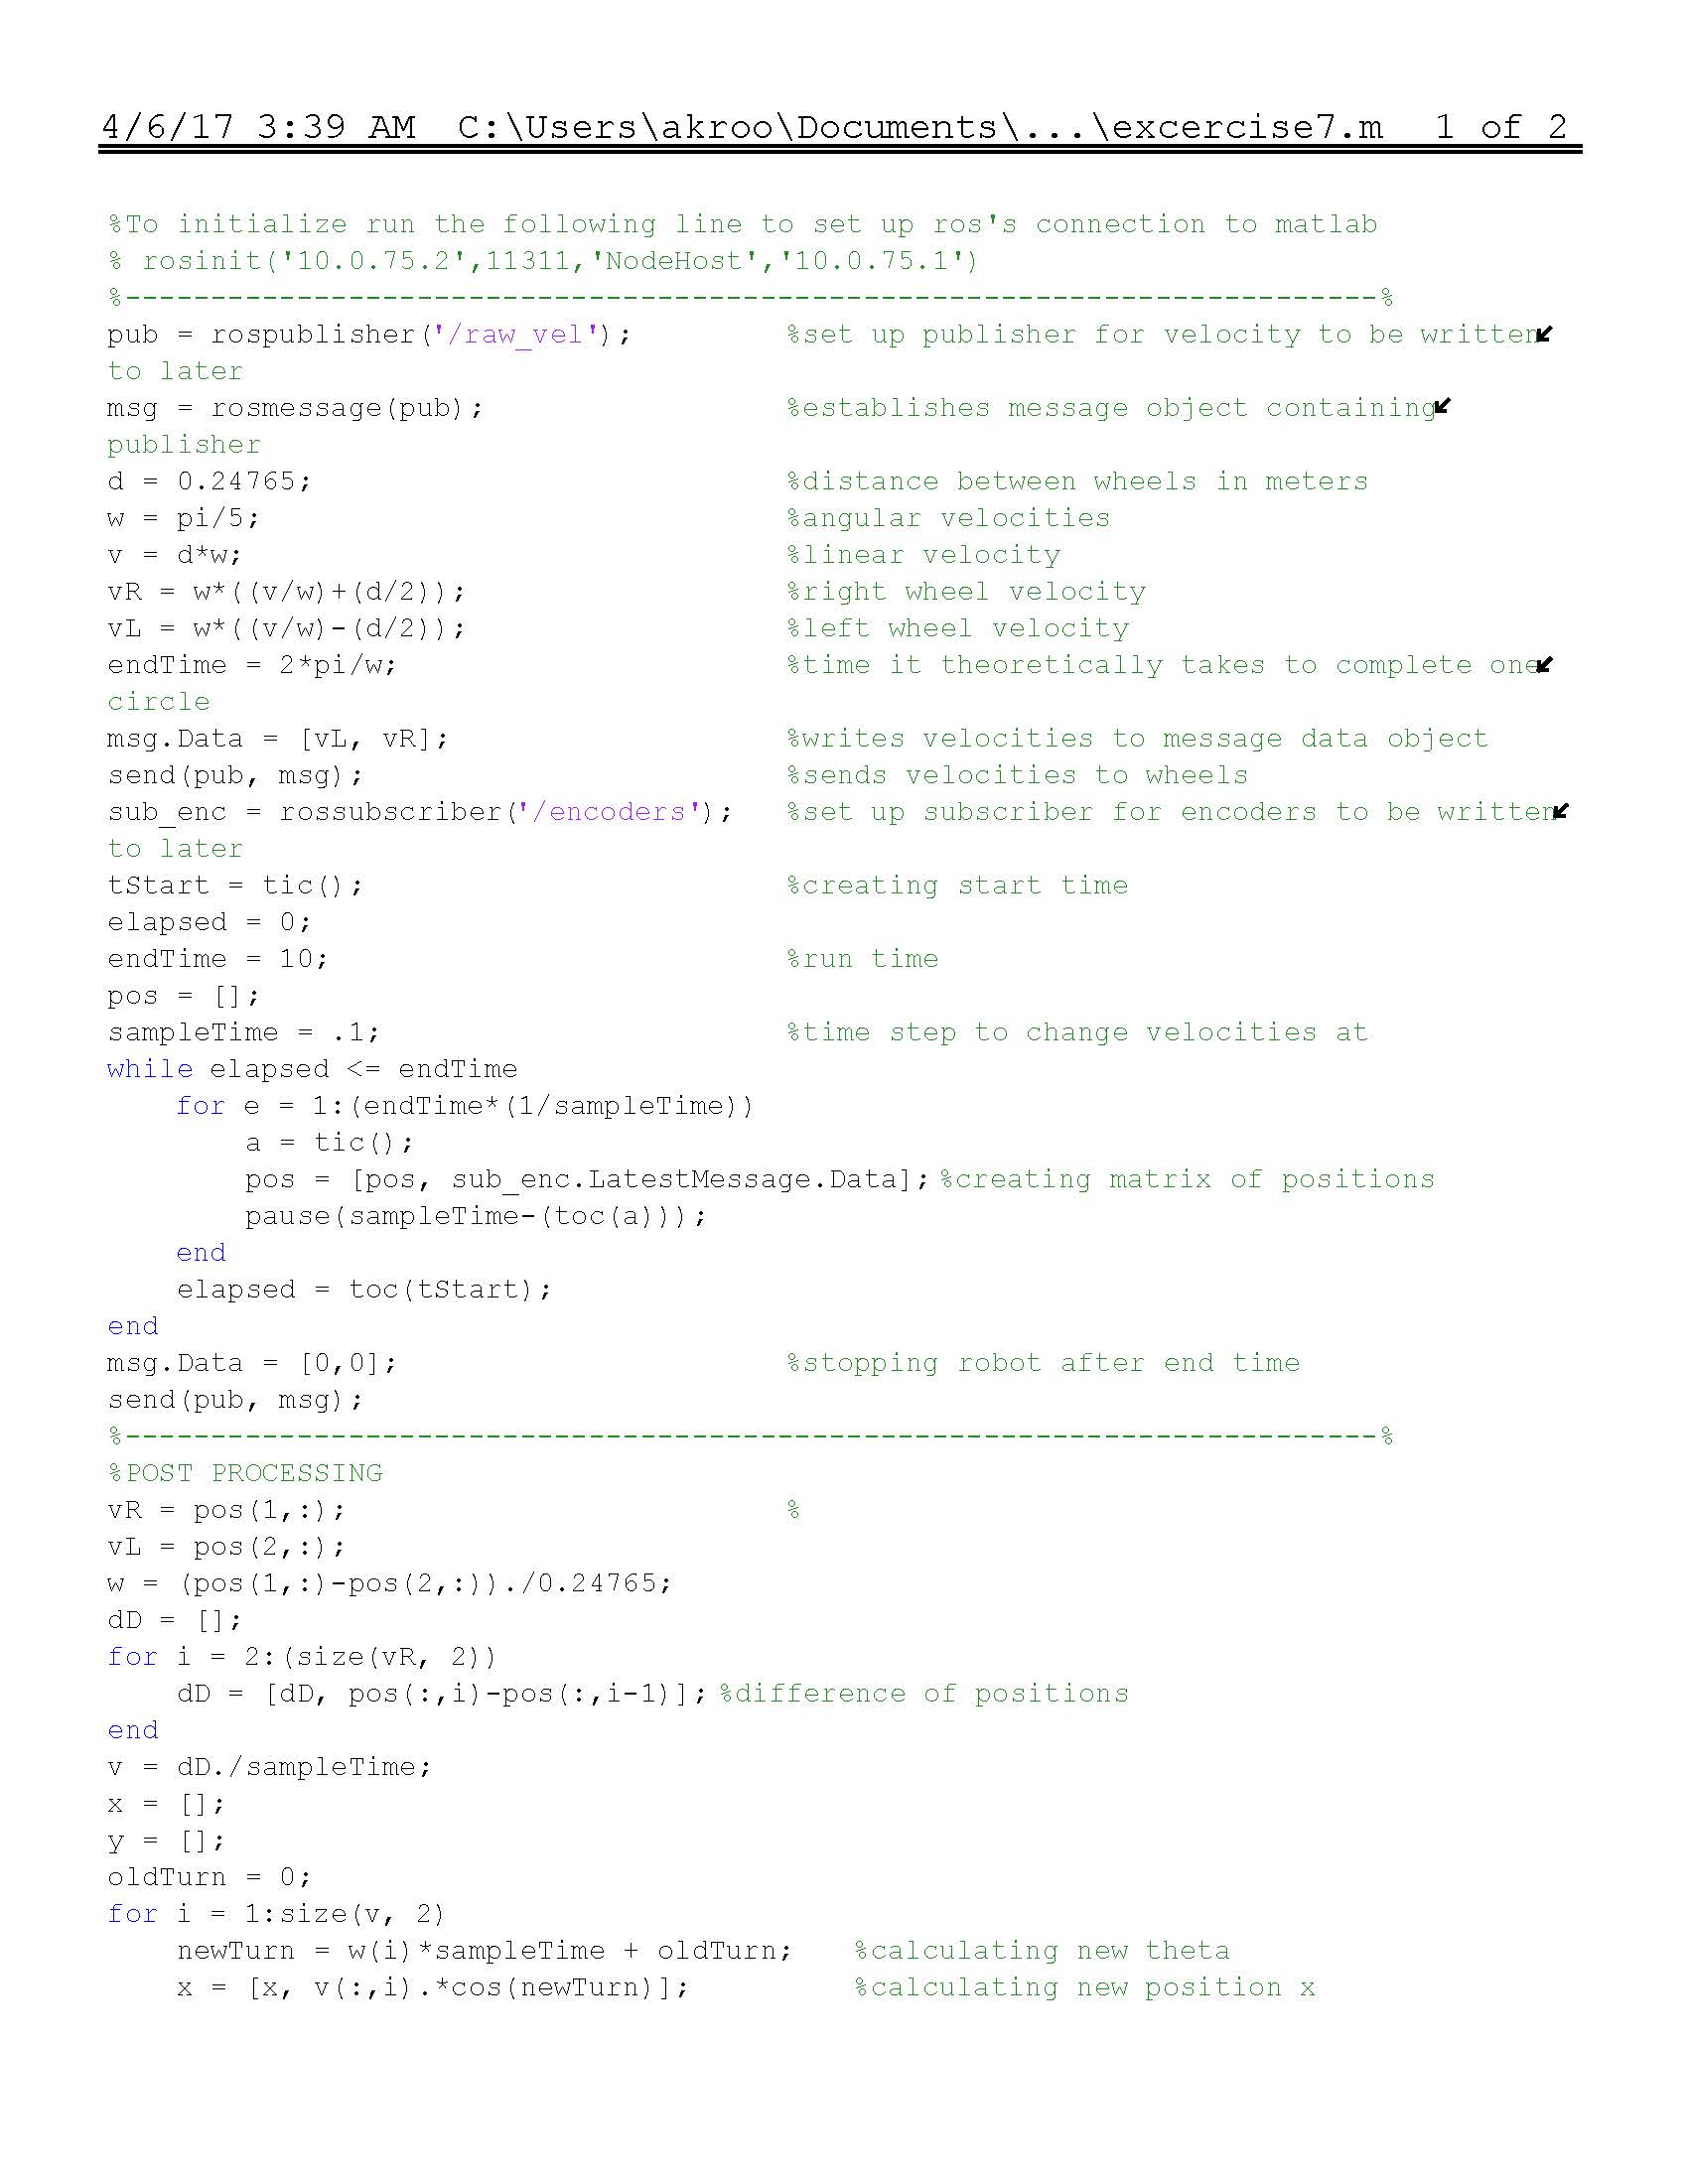 4/6/17 3:39 AM  C:\Users\akroo\Documents\...\excercise7.m  1 of 2
%To initialize run the following line to set up ros's connection to matlab
% rosinit('10.0.75.2',11311,'NodeHost','10.0.75.1')
%-------------------------------------------------------------------------%
pub = rospublisher('/raw_vel');         %set up publisher for velocity to be written↙
to later
msg = rosmessage(pub);                  %establishes message object containing↙
publisher
d = 0.24765;                            %distance between wheels in meters
w = pi/5;                               %angular velocities
v = d*w;                                %linear velocity
vR = w*((v/w)+(d/2));                   %right wheel velocity
vL = w*((v/w)-(d/2));                   %left wheel velocity
endTime = 2*pi/w;                       %time it theoretically takes to complete one↙
circle
msg.Data = [vL, vR];                    %writes velocities to message data object
send(pub, msg);                         %sends velocities to wheels
sub_enc = rossubscriber('/encoders');   %set up subscriber for encoders to be written↙
to later
tStart = tic();                         %creating start time
elapsed = 0;
endTime = 10;                           %run time
pos = [];
sampleTime = .1;                        %time step to change velocities at
while elapsed <= endTime
    for e = 1:(endTime*(1/sampleTime))
        a = tic();
        pos = [pos, sub_enc.LatestMessage.Data]; %creating matrix of positions
        pause(sampleTime-(toc(a)));
    end
    elapsed = toc(tStart);
end
msg.Data = [0,0];                       %stopping robot after end time
send(pub, msg);
%-------------------------------------------------------------------------%
%POST PROCESSING
vR = pos(1,:);                          %
vL = pos(2,:);
w = (pos(1,:)-pos(2,:))./0.24765;
dD = [];
for i = 2:(size(vR, 2))
    dD = [dD, pos(:,i)-pos(:,i-1)]; %difference of positions
end
v = dD./sampleTime;
x = [];
y = [];
oldTurn = 0;
for i = 1:size(v, 2)
    newTurn = w(i)*sampleTime + oldTurn;    %calculating new theta
    x = [x, v(:,i).*cos(newTurn)];          %calculating new position x